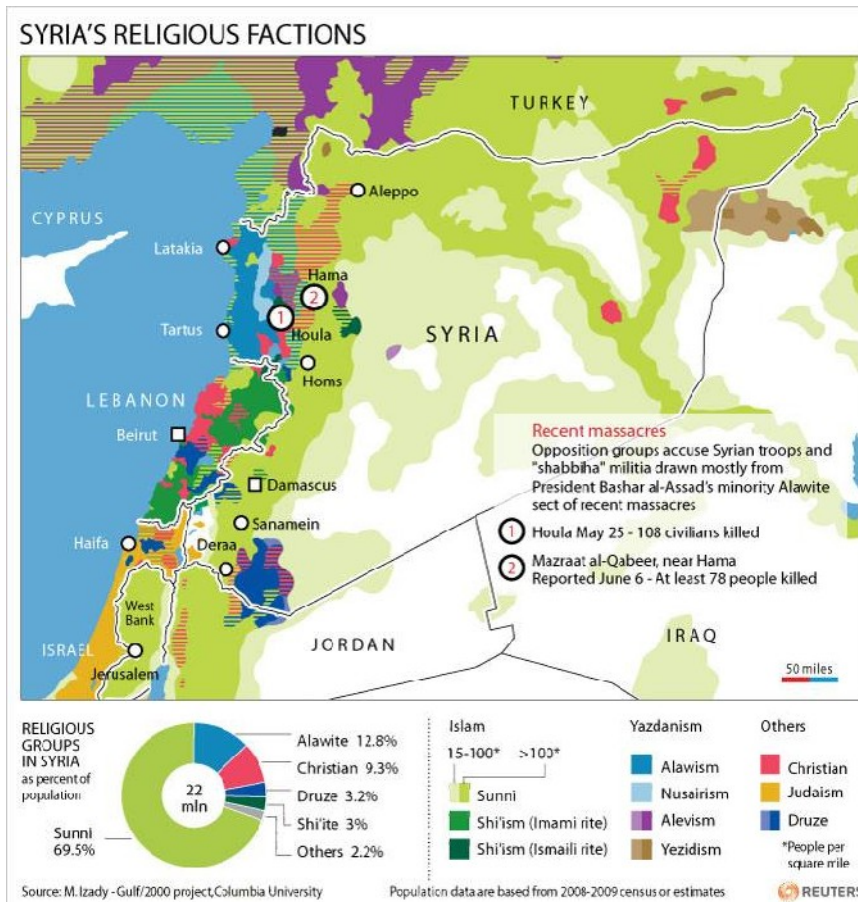 SYRIA'S RELIGIOUS FACTIONS
TURKEY
Aleppo
CYPRUS
Latakia
Hama
2
1
Tartus
Houla
SYRIA
Homs
LEBANON
Beirut
Recent massacres
Opposition groups accuse Syrian troops and
"shabbiha" militia drawn mostly from
President Bashar al-Assad's minority Alawite
sect of recent massacres
Damascus
1 Houla May 25 - 108 civilians killed
Sanamein
Haifa
Deraa
2 Mazraat al-Qabeer, near Hama
Reported June 6 - At least 78 people killed
West
Bank
ISRAEL
JORDAN
IRAQ
Jerusalem
50 miles
RELIGIOUS
GROUPS
IN SYRIA
as percent of
population
22
mln
Alawite 12.8%
Christian 9.3%
Druze 3.2%
Shi'ite 3%
Others 2.2%
Sunni
69.5%
Islam
15-100* >100*
Sunni
Shi'ism (Imami rite)
Shi'ism (Ismaili rite)
Yazdanism
Alawism
Nusairism
Alevism
Yezidism
Others
Christian
Judaism
Druze
*People per
square mile
Source: M. Izady - Gulf/2000 project, Columbia University
Population data are based from 2008-2009 census or estimates
REUTERS